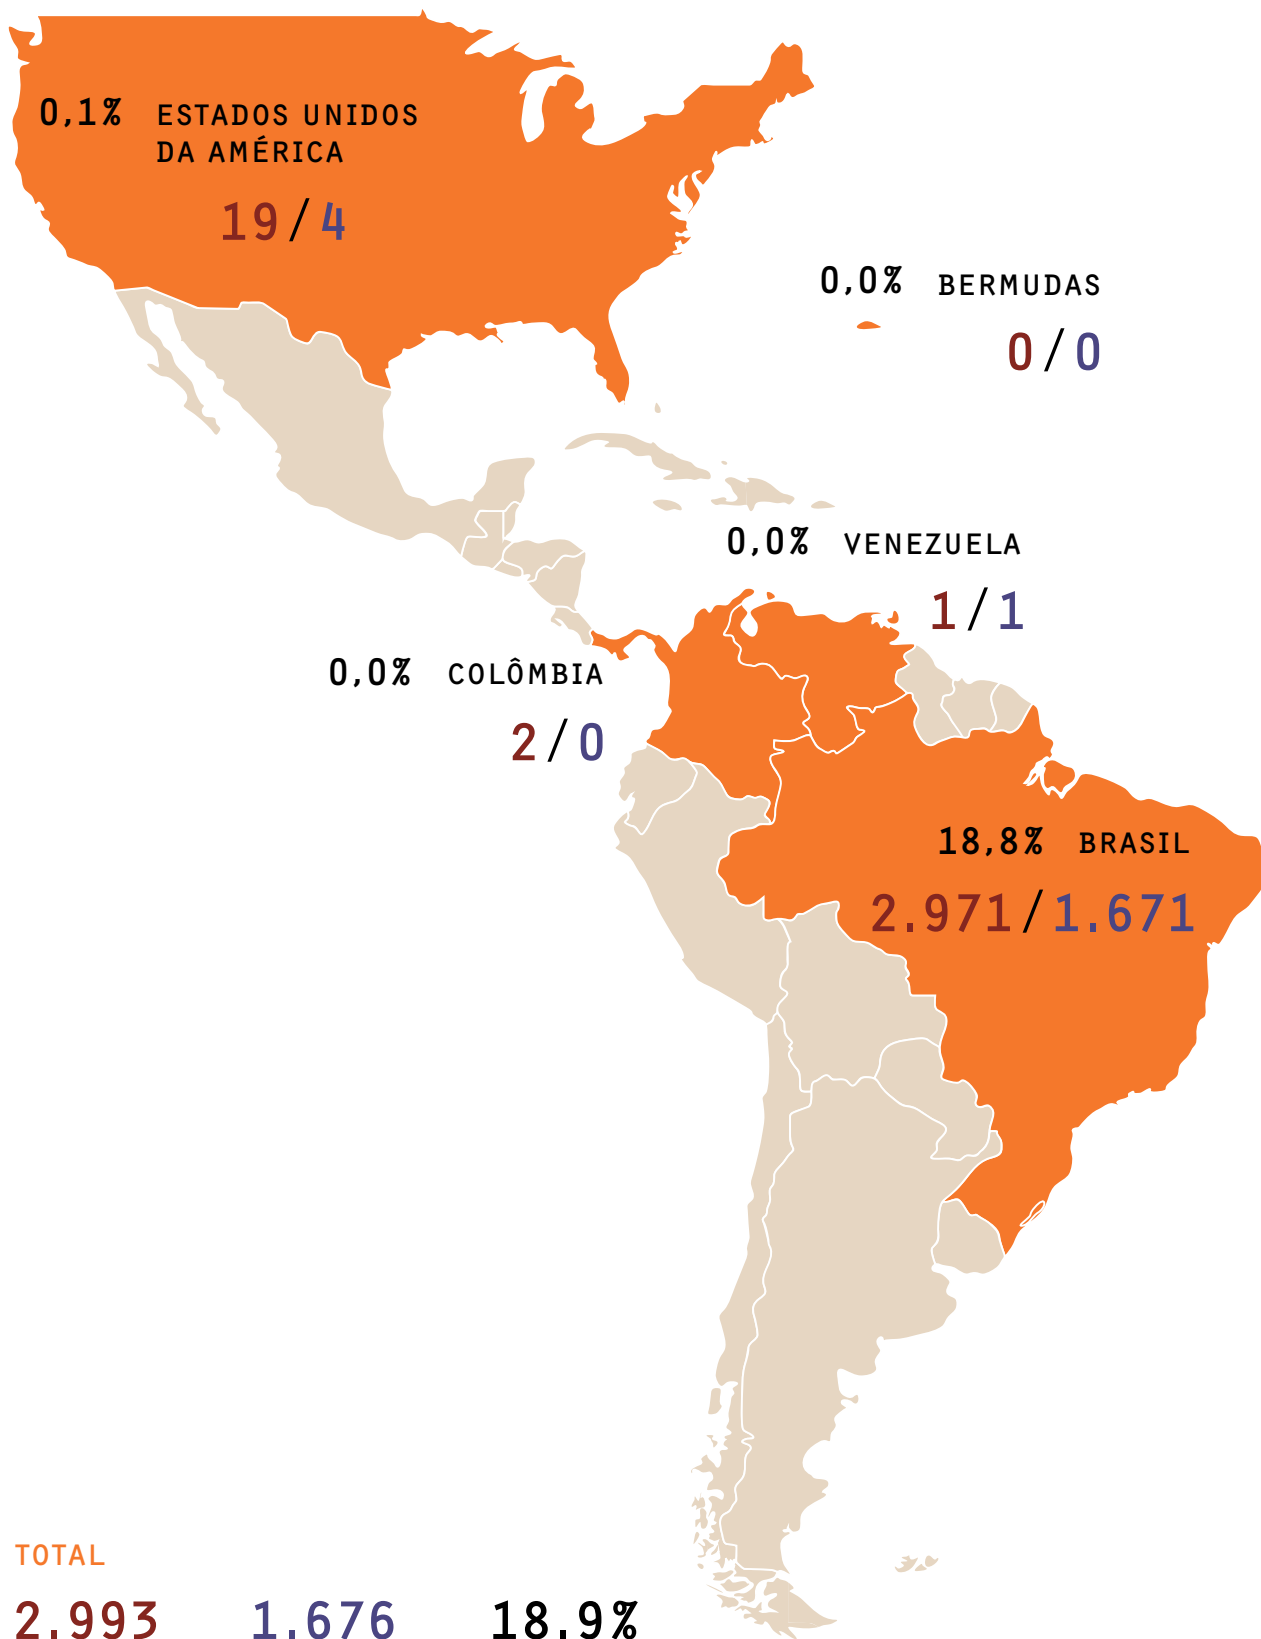 0,1% ESTADOS UNIDOS
DA AMÉRICA
19/4
0,0% BERMUDAS
0/0
0,0% VENEZUELA
1/1
0,0% COLÔMBIA
2/0
18,8% BRASIL
2.971/1.671
TOTAL
2.993 1.676 18.9%